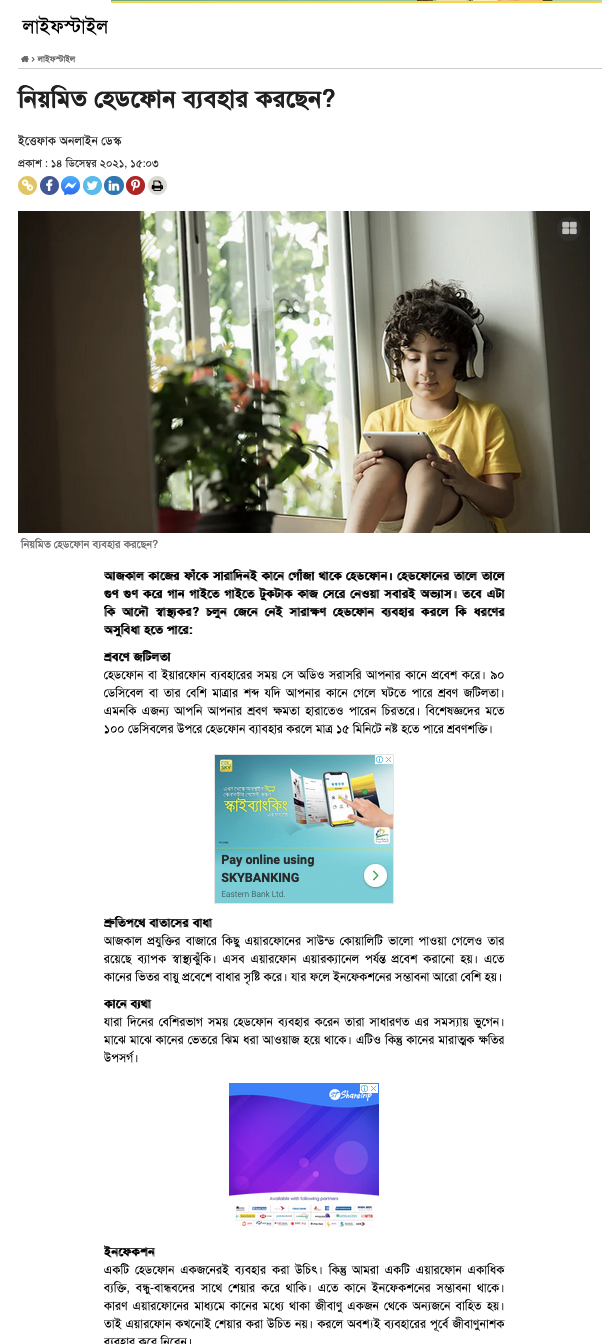 লাইফস্টাইল
› লাইফস্টাইল
নিয়মিত হেডফোন ব্যবহার করছেন?
ইত্তেফাক অনলাইন ডেস্ক
প্রকাশ : ১৪ ডিসেম্বর ২০২১, ১৫:০৩
নিয়মিত হেডফোন ব্যবহার করছেন?
আজকাল কাজের ফাঁকে সারাদিনই কানে গোঁজা থাকে হেডফোন। হেডফোনের তালে তালে
গুণ গুণ করে গান গাইতে গাইতে টুকটাক কাজ সেরে নেওয়া সবারই অভ্যাস। তবে এটা
কি আদৌ স্বাস্থ্যকর? চলুন জেনে নেই সারাক্ষণ হেডফোন ব্যবহার করলে কি ধরণের
অসুবিধা হতে পারে:
শ্রবণে জটিলতা
হেডফোন বা ইয়ারফোন ব্যবহারের সময় সে অডিও সরাসরি আপনার কানে প্রবেশ করে। ৯০
ডেসিবেল বা তার বেশি মাত্রার শব্দ যদি আপনার কানে গেলে ঘটতে পারে শ্রবণ জটিলতা।
এমনকি এজন্য আপনি আপনার শ্রবণ ক্ষমতা হারাতেও পারেন চিরতরে। বিশেষজ্ঞদের মতে
১০০ ডেসিবলের উপরে হেডফোন ব্যাবহার করলে মাত্র ১৫ মিনিটে নষ্ট হতে পারে শ্রবণশক্তি।
SKY
স্কাইব্যাংকিং
Pay online using
SKYBANKING
Eastern Bank Ltd.
শ্রুতিপথে বাতাসের বাধা
আজকাল প্রযুক্তির বাজারে কিছু এয়ারফোনের সাউন্ড কোয়ালিটি ভালো পাওয়া গেলেও তার
রয়েছে ব্যাপক স্বাস্থ্যঝুঁকি। এসব এয়ারফোন এয়ারক্যানেল পর্যন্ত প্রবেশ করানো হয়। এতে
কানের ভিতর বায়ু প্রবেশে বাধার সৃষ্টি করে। যার ফলে ইনফেকশনের সম্ভাবনা আরো বেশি হয়।
কানে ব্যথা
যারা দিনের বেশিরভাগ সময় হেডফোন ব্যবহার করেন তারা সাধারণত এর সমস্যায় ভুগেন।
মাঝে মাঝে কানের ভেতরে ঝিম ধরা আওয়াজ হয়ে থাকে। এটিও কিন্তু কানের মারাত্মক ক্ষতির
উপসর্গ।
ST Sharetrip
Available with following partners
ইনফেকশন
একটি হেডফোন একজনেরই ব্যবহার করা উচিৎ। কিন্তু আমরা একটি এয়ারফোন একাধিক
ব্যক্তি, বন্ধু-বান্ধবদের সাথে শেয়ার করে থাকি। এতে কানে ইনফেকশনের সম্ভাবনা থাকে।
কারণ এয়ারফোনের মাধ্যমে কানের মধ্যে থাকা জীবাণু একজন থেকে অন্যজনে বাহিত হয়।
তাই এয়ারফোন কখনোই শেয়ার করা উচিত নয়। করলে অবশ্যই ব্যবহারের পূর্বে জীবাণুনাশক
ব্যবহার করে নিবেন।